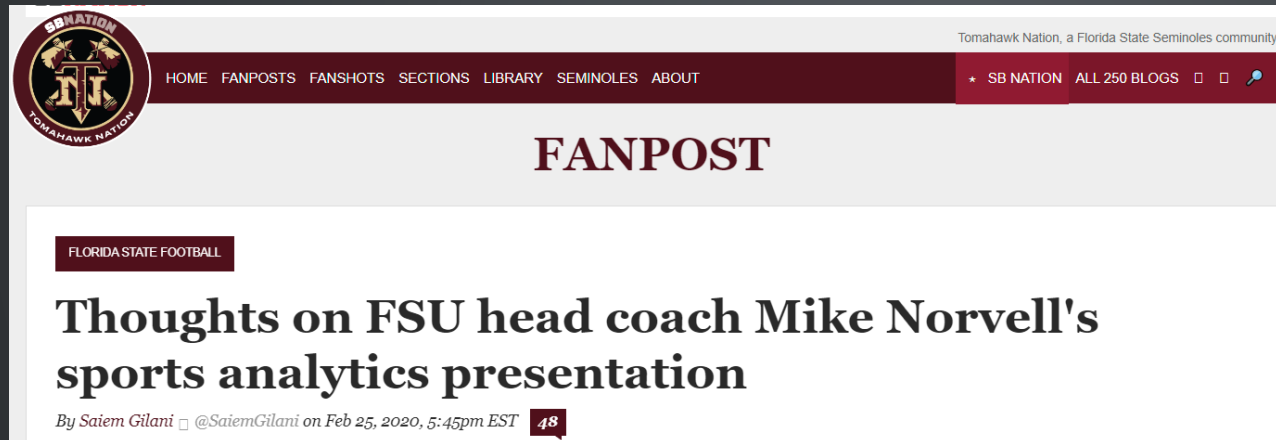 SBNATION
TN
TOMAHAWK NATION
Tomahawk Nation, a Florida State Seminoles community
HOME FANPOSTS FANSHOTS SECTIONS LIBRARY SEMINOLES ABOUT
★ SB NATION ALL 250 BLOGS
FANPOST
FLORIDA STATE FOOTBALL
Thoughts on FSU head coach Mike Norvell's
sports analytics presentation
By Saiem Gilani @SaiemGilani on Feb 25, 2020, 5:45pm EST 48